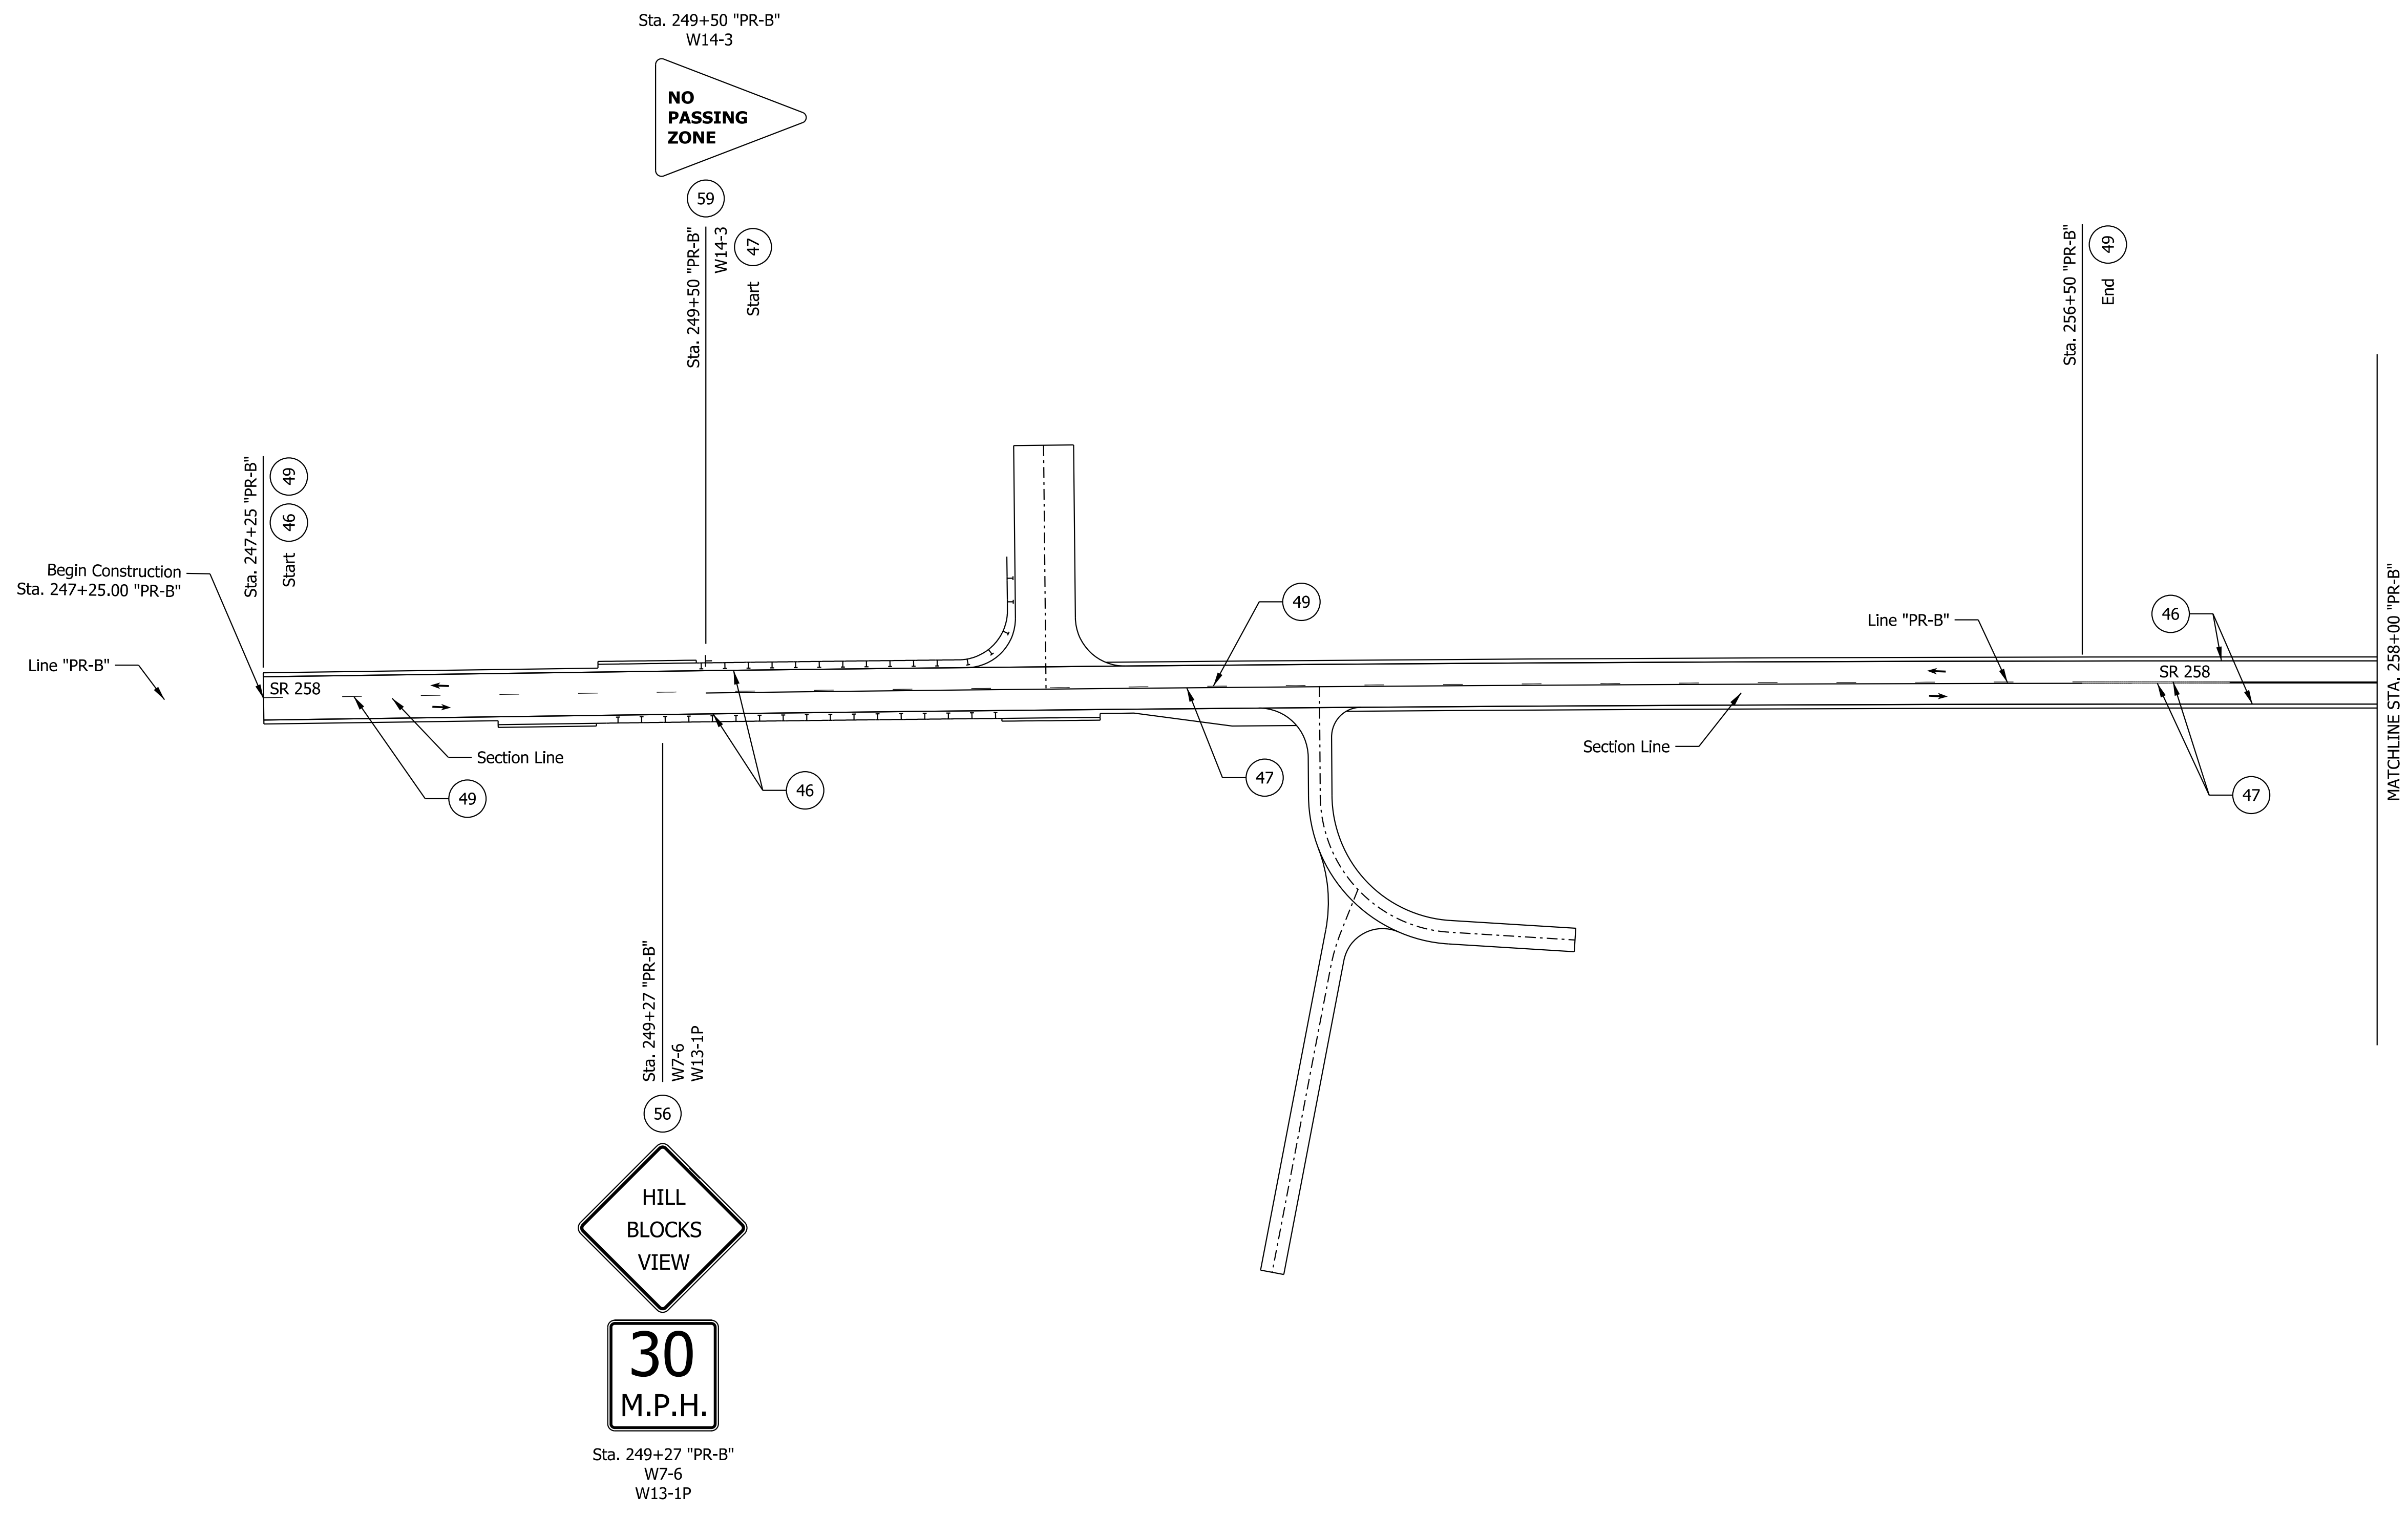 Sta. 249+50 "PR-B"
W14-3
NO
PASSING
ZONE
59
Sta. 249+50 "PR-B"
W14-3
47
Start
Sta. 256+50 "PR-B"
49
End
Sta. 247+25 "PR-B"
49
46
Start
Begin Construction
Sta. 247+25.00 "PR-B"
Line "PR-B"
SR 258
Section Line
49
46
49
47
Line "PR-B"
Section Line
46
SR 258
47
MATCHLINE STA. 258+00 "PR-B"
Sta. 249+27 "PR-B"
W7-6
W13-1P
56
HILL
BLOCKS
VIEW
30
M.P.H.
Sta. 249+27 "PR-B"
W7-6
W13-1P